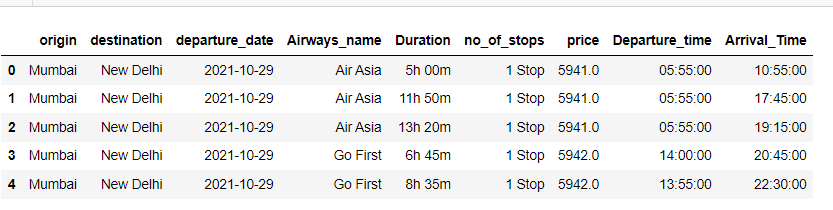 origin destination departure_date Airways_name Duration no_of_stops price Departure_time Arrival_Time
0 Mumbai New Delhi 2021-10-29 Air Asia 5h 00m 1 Stop 5941.0 05:55:00 10:55:00
1 Mumbai New Delhi 2021-10-29 Air Asia 11h 50m 1 Stop 5941.0 05:55:00 17:45:00
2 Mumbai New Delhi 2021-10-29 Air Asia 13h 20m 1 Stop 5941.0 05:55:00 19:15:00
3 Mumbai New Delhi 2021-10-29 Go First 6h 45m 1 Stop 5942.0 14:00:00 20:45:00
4 Mumbai New Delhi 2021-10-29 Go First 8h 35m 1 Stop 5942.0 13:55:00 22:30:00